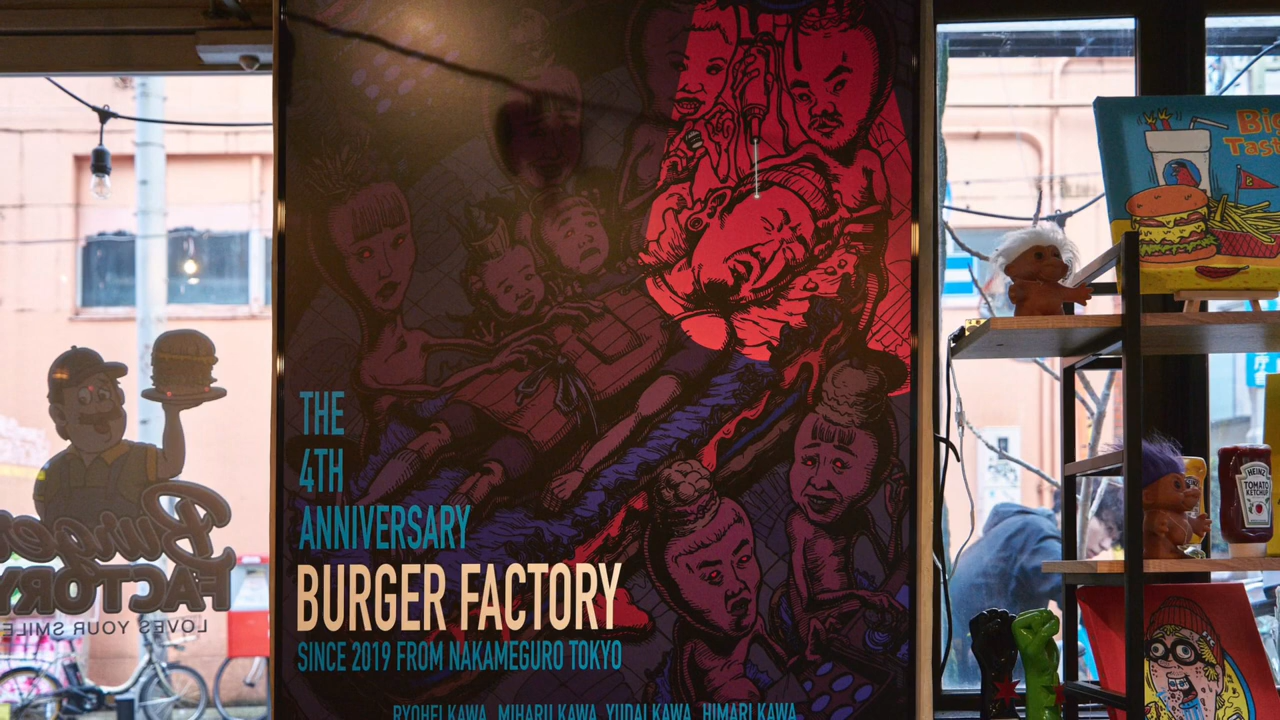 THE
4TH
ANNIVERSARY
BURGER FACTORY
SINCE 2019 FROM NAKAMEGURO TOKYO
RYOHEI KAWA MIHARU KAWA YUDAI KAWA HIMARI KAWA
Burger
FACTORY
LOVES YOUR SMILE
Big
Tast
HEINZ
TOMATO
KETCHUP